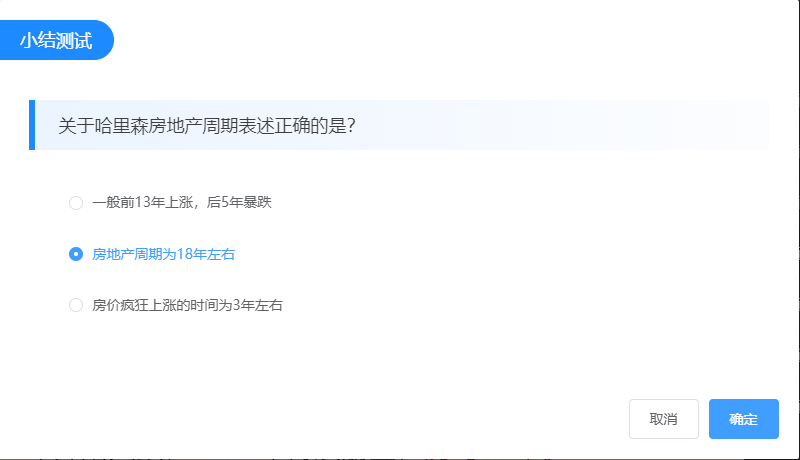 小结测试
关于哈里森房地产周期表述正确的是?
一般前13年上涨，后5年暴跌
房地产周期为18年左右
房价疯狂上涨的时间为3年左右
取消
确定